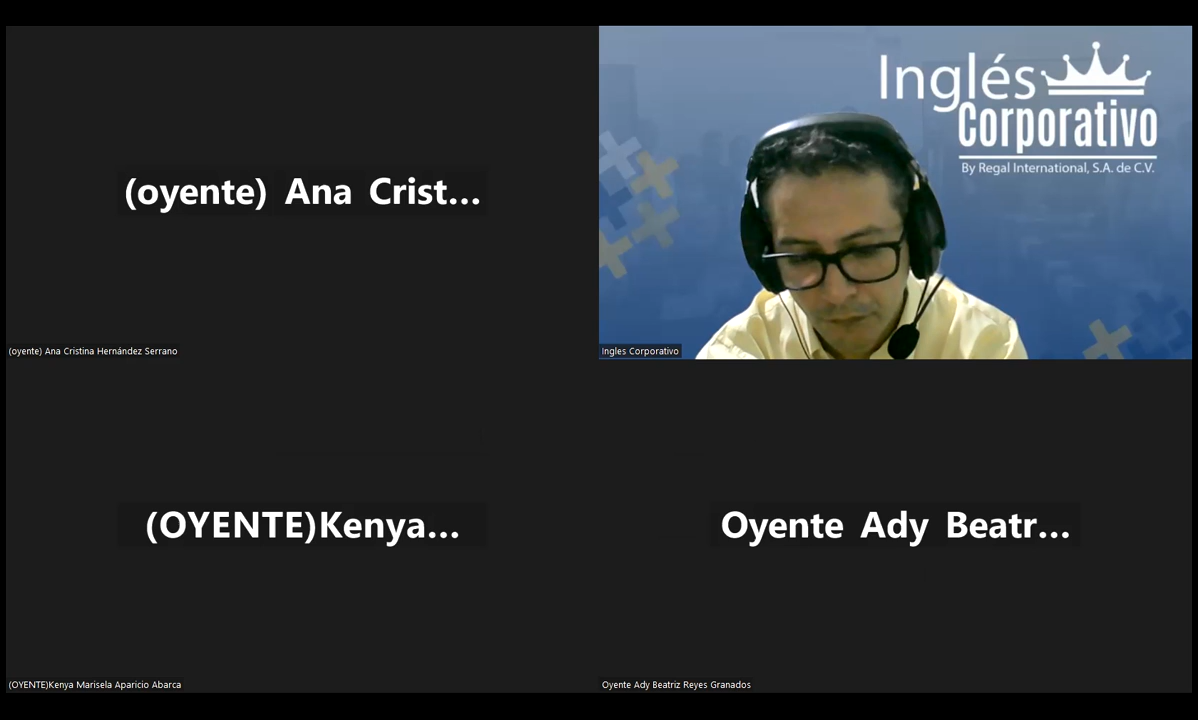 (oyente) Ana Crist...
(oyente) Ana Cristina Hernández Serrano
Inglés
Corporativo
By Regal International, S.A. de C.V.
Ingles Corporativo
(OYENTE)Kenya...
(OYENTE)Kenya Marisela Aparicio Abarca
Oyente Ady Beatr...
Oyente Ady Beatriz Reyes Granados